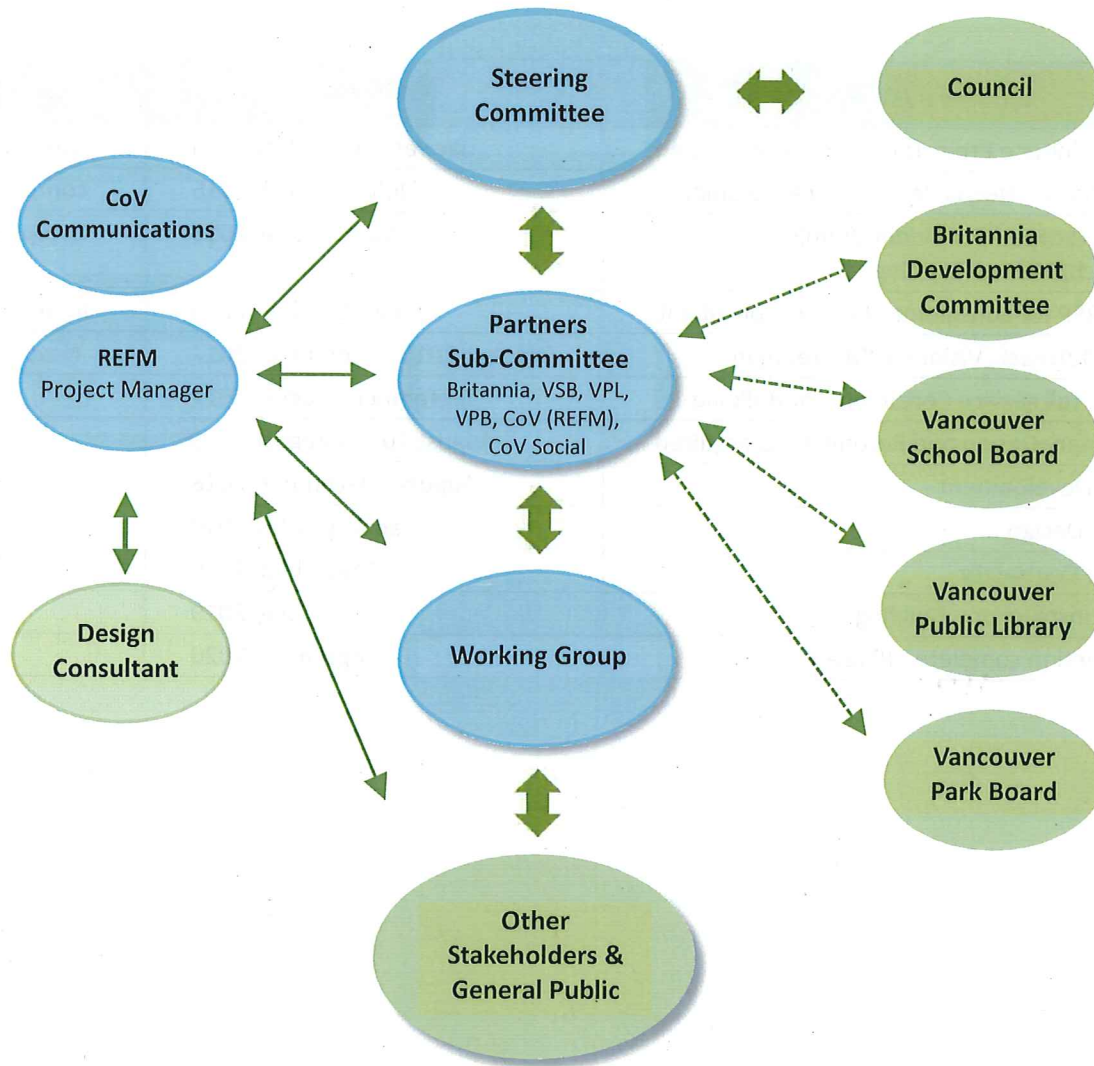 Steering
Committee
Council
CoV
Communications
Britannia
Development
Committee
REFM
Project Manager
Partners
Sub-Committee
Britannia, VSB, VPL,
VPB, CoV (REFM),
CoV Social
Vancouver
School Board
Design
Consultant
Working Group
Vancouver
Public Library
Vancouver
Park Board
Other
Stakeholders &
General Public